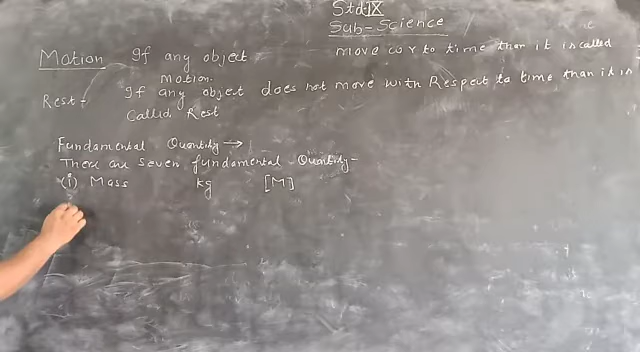 Std IX
Sub-Science
Motion If any object move w.r to time than it is called
Motion.
Rest- If any object does not move with Respect to time than it is
Called Rest
Fundamental Quantity →
There are seven fundamental Quantity-
(i) Mass kg [M]